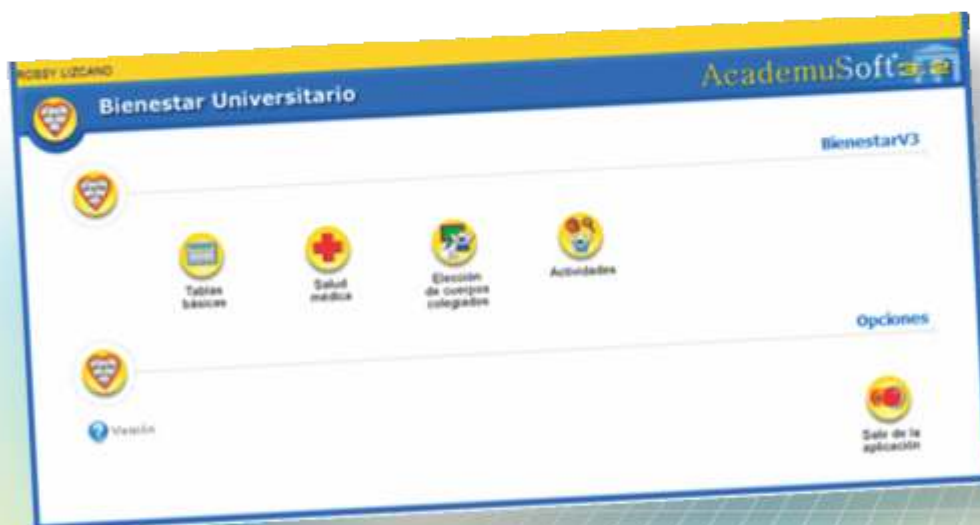 ROSSY LIZCANO
Bienestar Universitario
AcademuSoft 3.2
BienestarV3
Tablas
básicas
Salud
médica
Elección
de cuerpos
colegiados
Actividades
Opciones
Versión
Salir de la
aplicación